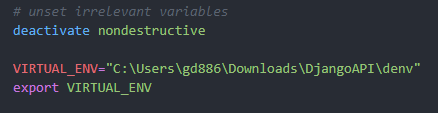 # unset irrelevant variables
deactivate nondestructive
VIRTUAL_ENV="C:\Users\gd886\Downloads\DjangoAPI\denv"
export VIRTUAL_ENV